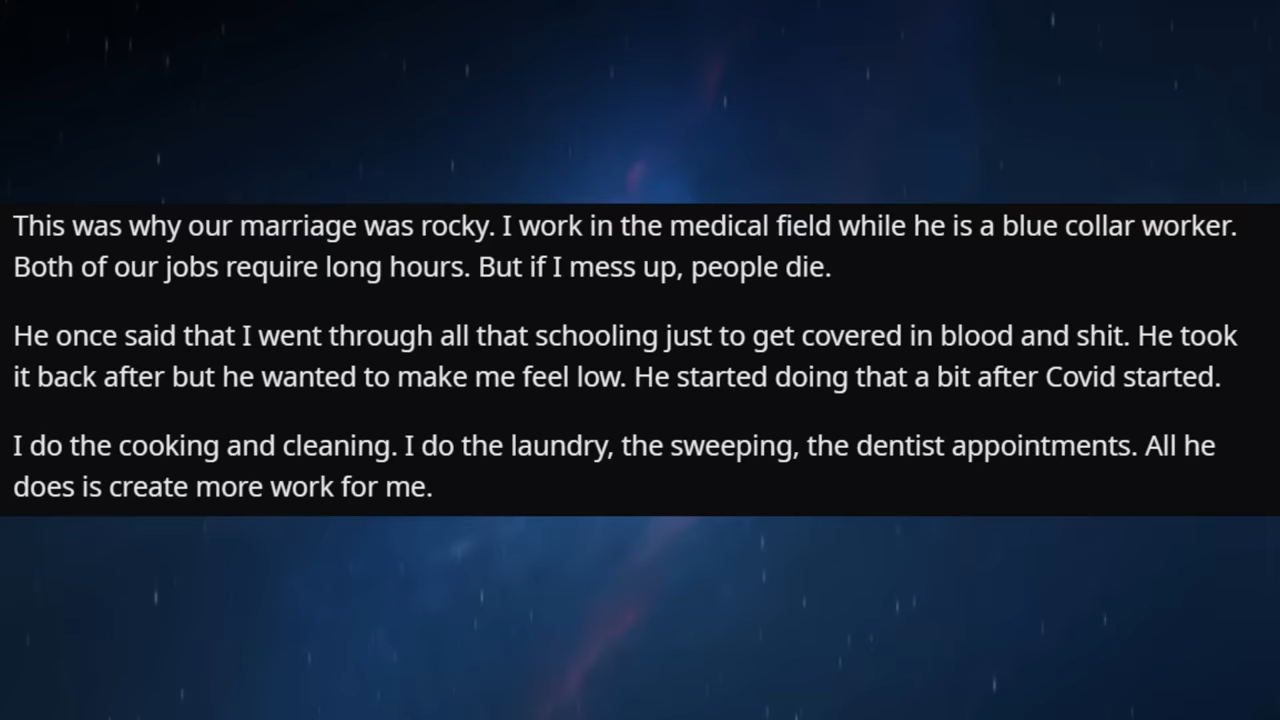 This was why our marriage was rocky. I work in the medical field while he is a blue collar worker.
Both of our jobs require long hours. But if I mess up, people die.
He once said that I went through all that schooling just to get covered in blood and shit. He took
it back after but he wanted to make me feel low. He started doing that a bit after Covid started.
I do the cooking and cleaning. I do the laundry, the sweeping, the dentist appointments. All he
does is create more work for me.